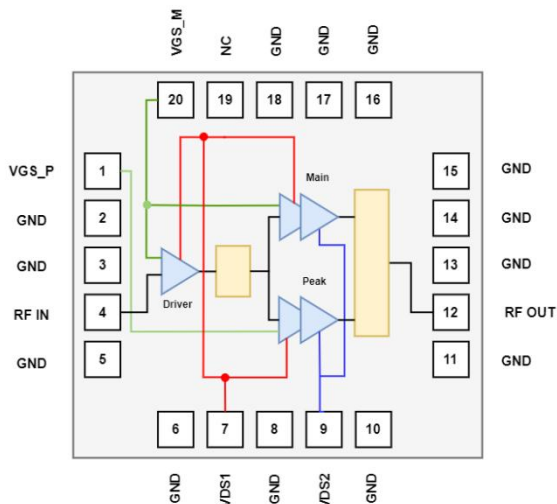 VGS_M NC GND GND GND
20 19 18 17 16
VGS_P 1
15 GND
Main
GND 2
14 GND
GND 3
13 GND
Peak
Driver
RF IN 4
12 RF OUT
GND 5
11 GND
6 7 8 9 10
GND VDS1 GND VDS2 GND